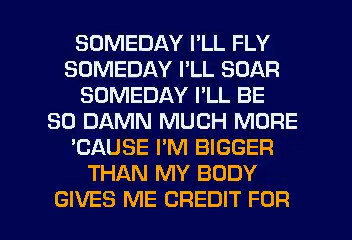 SOMEDAY I'LL FLY
SOMEDAY I'LL SOAR
SOMEDAY I'LL BE
SO DAMN MUCH MORE
'CAUSE I'M BIGGER
THAN MY BODY
GIVES ME CREDIT FOR